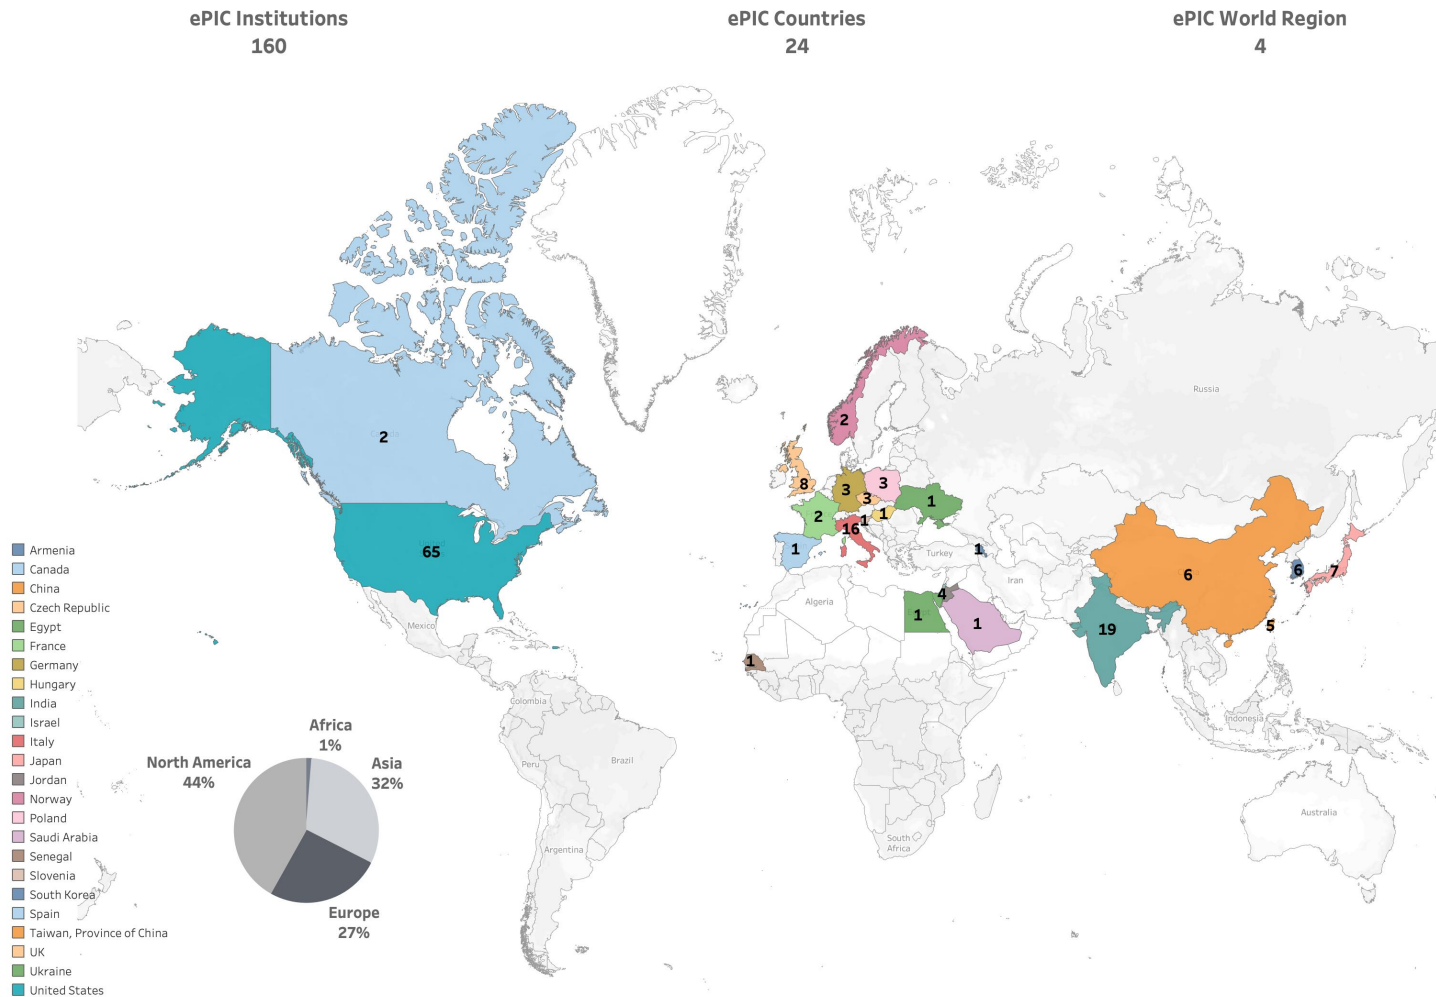 ePIC Institutions
160
ePIC Countries
24
ePIC World Region
4
Russia
2
2
8
3
3
3
1
1
2
1
16
65
1
Turkey
1
Iran
6
6
7
Algeria
1
4
1
19
5
Mexico
1
Colombia
Indonesia
Peru
Brazil
Australia
South
Africa
Argentina
Armenia
Canada
China
Czech Republic
Egypt
France
Germany
Hungary
India
Israel
Italy
Japan
Jordan
Norway
Poland
Saudi Arabia
Senegal
Slovenia
South Korea
Spain
Taiwan, Province of China
UK
Ukraine
United States
Africa
1%
North America
44%
Asia
32%
Europe
27%